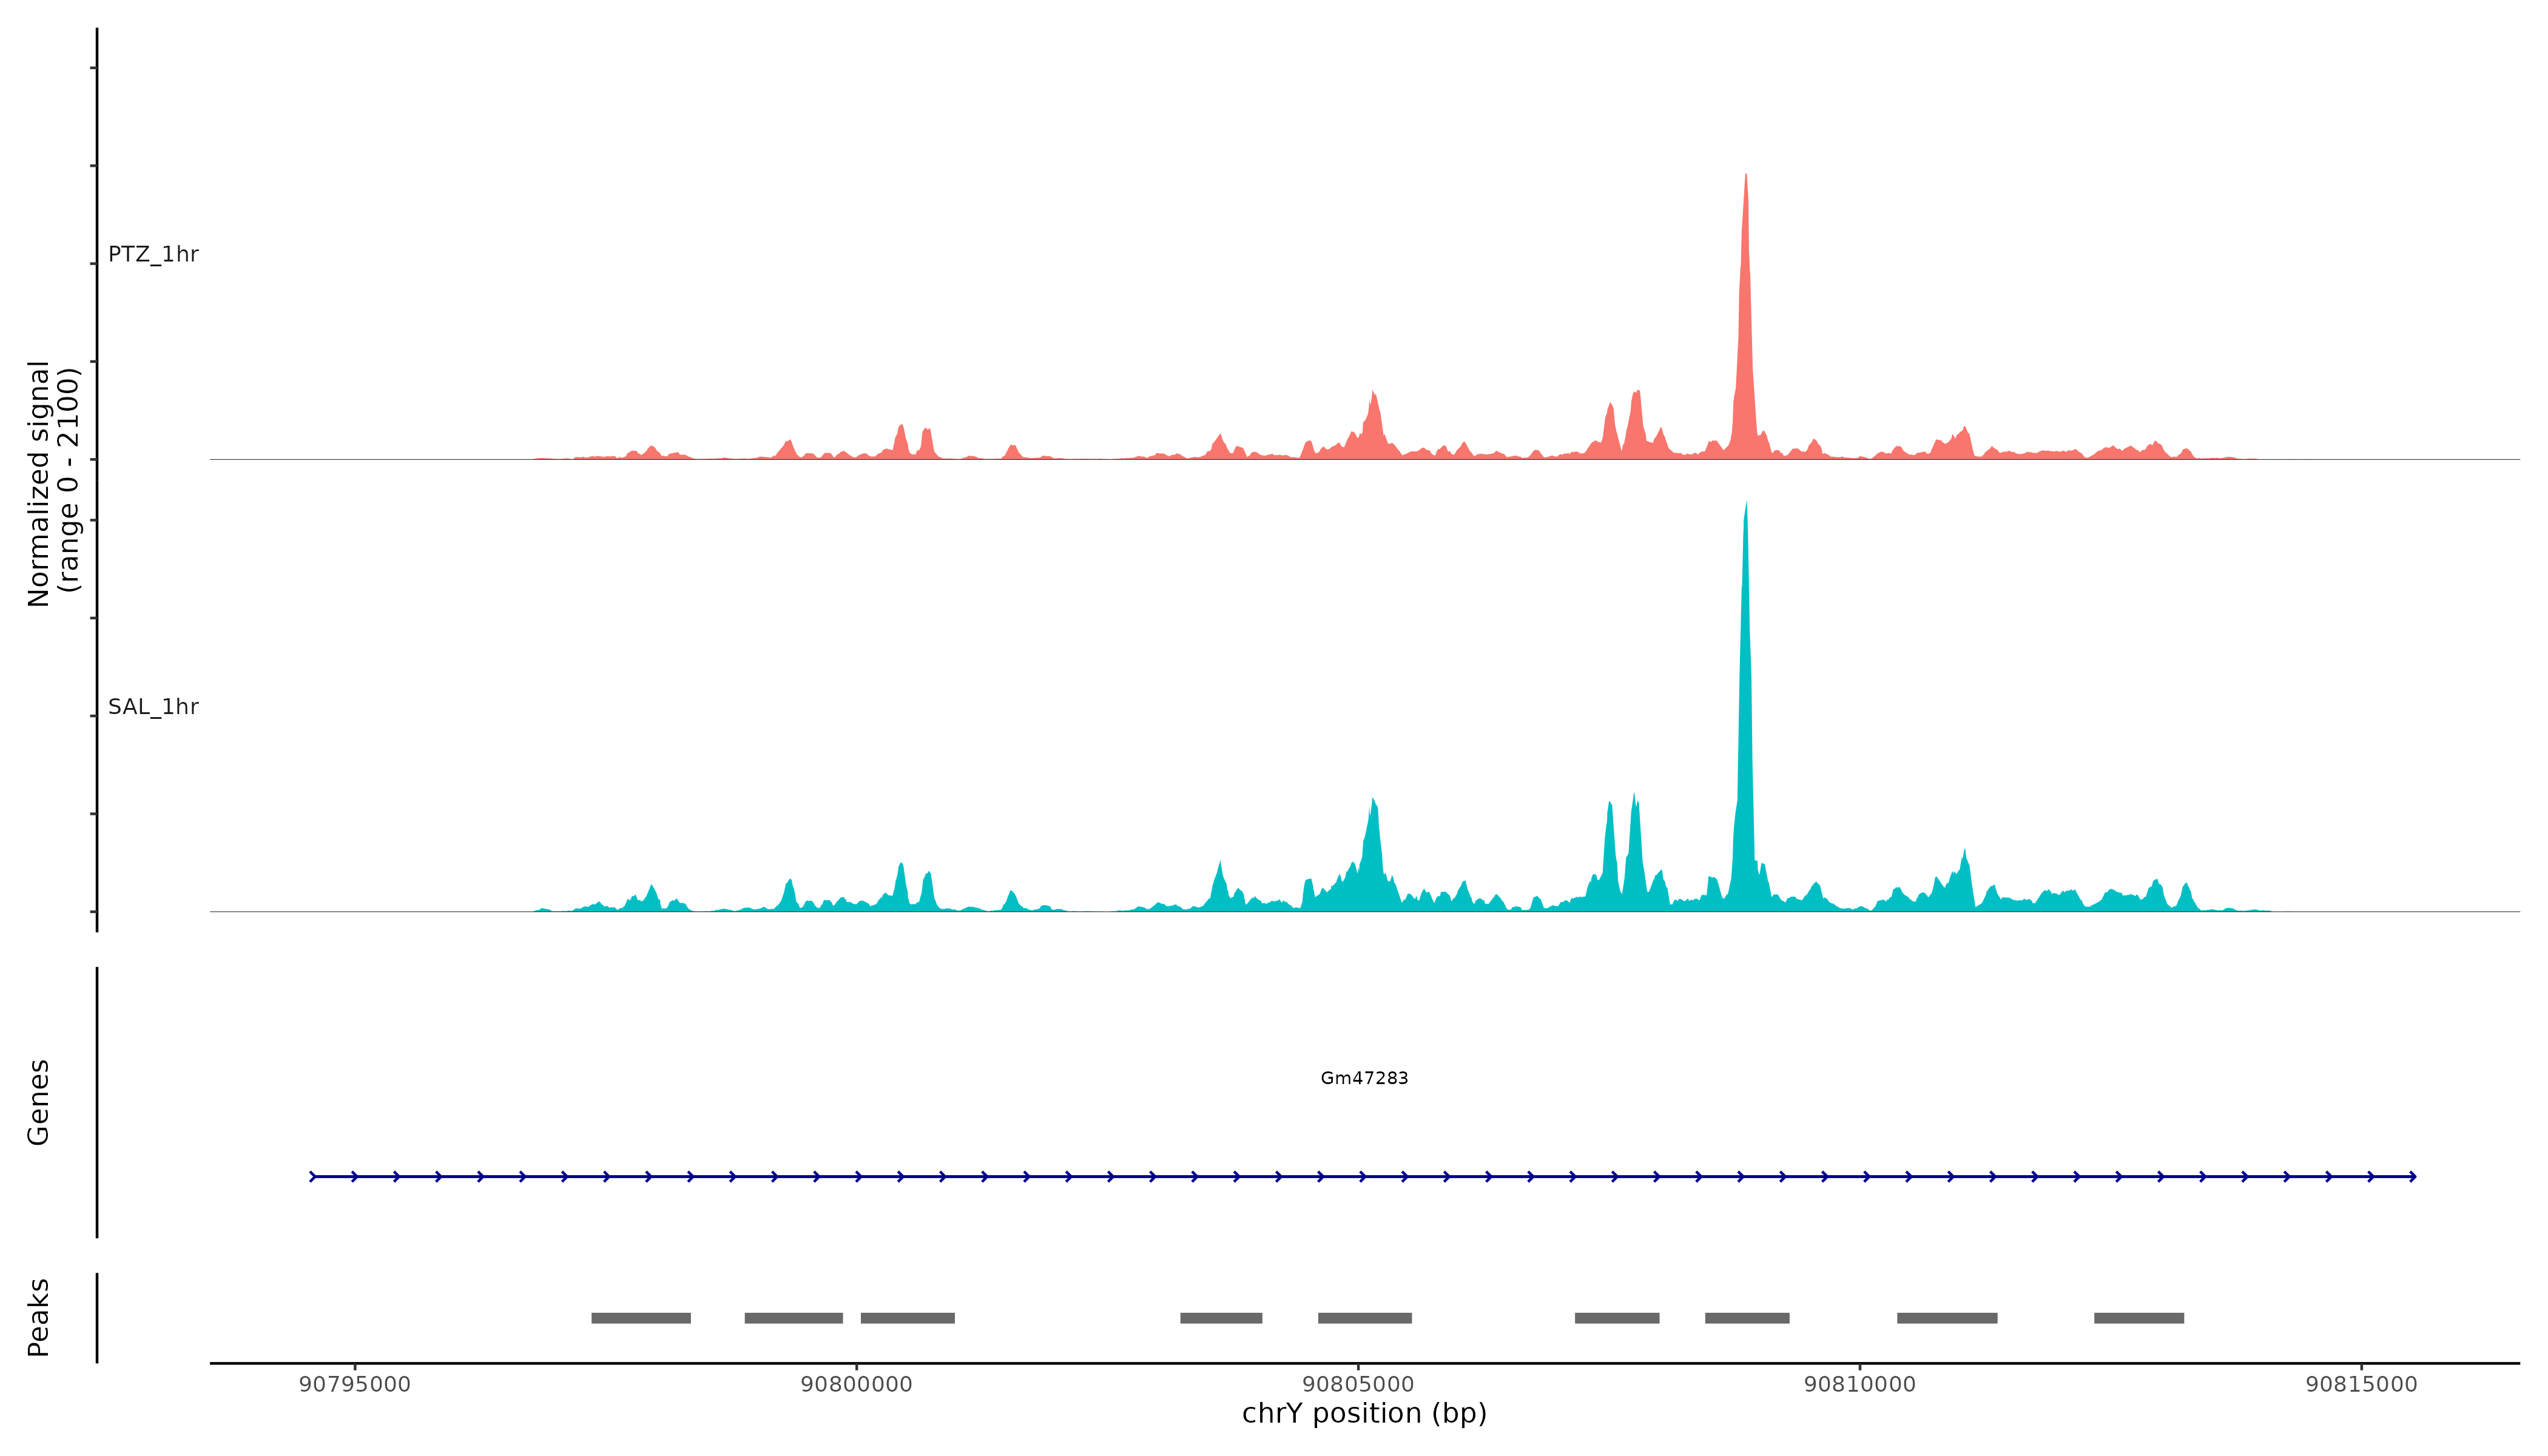 Normalized signal
(range 0 - 2100)
PTZ_1hr
SAL_1hr
Genes
Gm47283
Peaks
90795000
90800000
90805000
90810000
90815000
chrY position (bp)